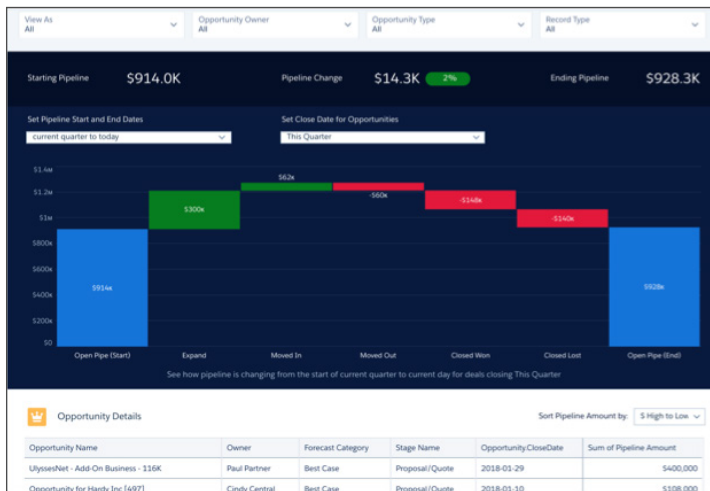 View As Opportunity Owner Opportunity Type Record Type
All All All All
Starting Pipeline $914.0K Pipeline Change $14.3K 2% Ending Pipeline $928.3K
Set Pipeline Start and End Dates Set Close Date for Opportunities
current quarter to today This Quarter
$1.4M
$62K
$1.2M
-$60K -$148K
$300K
$1M -$140K
$800K
$600K
$400K $914K $928K
$200K
$0
Open Pipe (Start) Expand Moved In Moved Out Closed Won Closed Lost Open Pipe (End)
See how pipeline is changing from the start of current quarter to current day for deals closing This Quarter
Opportunity Details Sort Pipeline Amount by: $ High to Low
Opportunity Name Owner Forecast Category Stage Name Opportunity.CloseDate Sum of Pipeline Amount
UlyssesNet - Add-On Business - 116K Paul Partner Best Case Proposal/Quote 2018-01-29 $400,000
Opportunity for Hardy Inc [497] Cindy Central Best Case Proposal/Quote 2018-01-10 $108,000